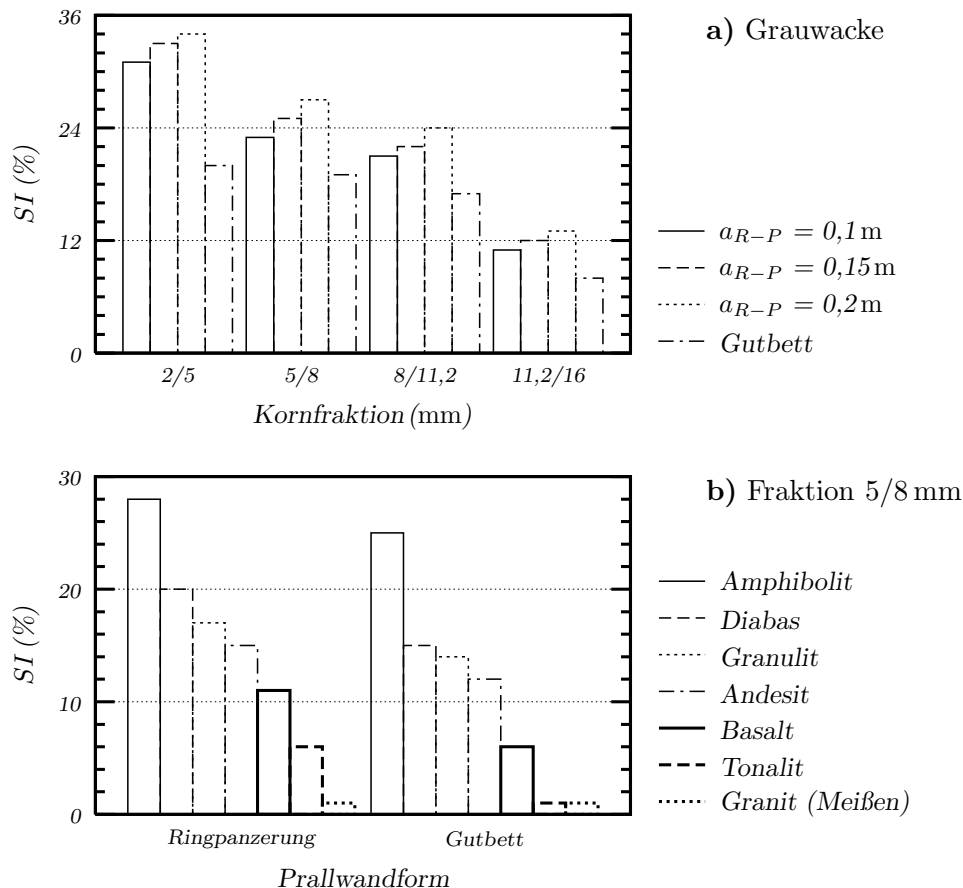 36
24
12
0
SI (%)
2/5 5/8 8/11,2 11,2/16
Kornfraktion (mm)
a) Grauwacke
a_{R−P} = 0,1 m
a_{R−P} = 0,15 m
a_{R−P} = 0,2 m
Gutbett
30
20
10
0
SI (%)
Ringpanzerung Gutbett
Prallwandform
b) Fraktion 5/8 mm
Amphibolit
Diabas
Granulit
Andesit
Basalt
Tonalit
Granit (Meißen)